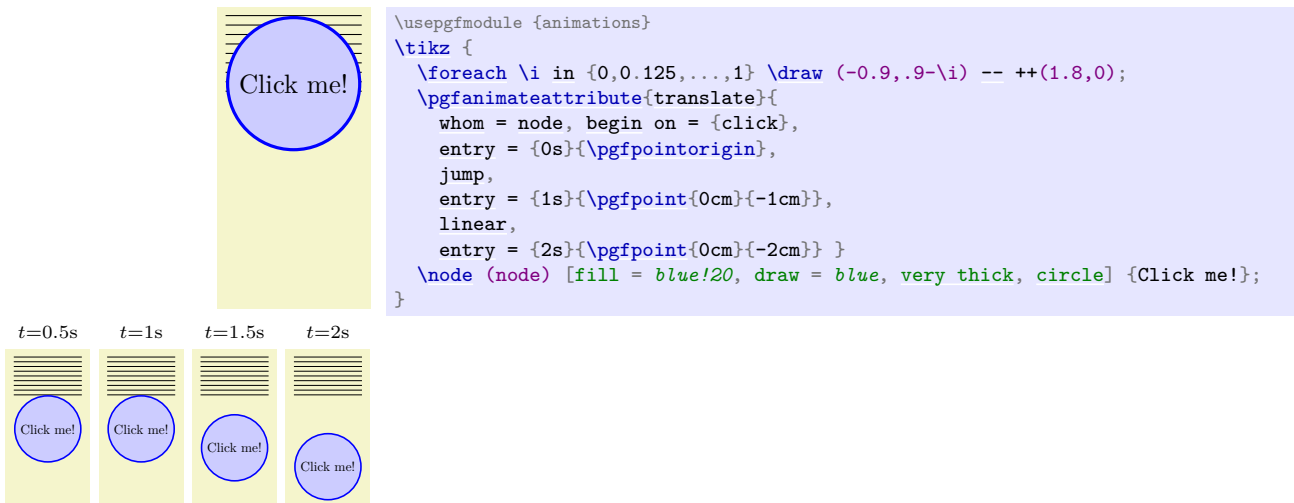 Click me!
\usepgfmodule {animations}
\tikz {
  \foreach \i in {0,0.125,...,1} \draw (-0.9,.9-\i) -- ++(1.8,0);
  \pgfanimateattribute{translate}{
    whom = node, begin on = {click},
    entry = {0s}{\pgfpointorigin},
    jump,
    entry = {1s}{\pgfpoint{0cm}{-1cm}},
    linear,
    entry = {2s}{\pgfpoint{0cm}{-2cm}} }
  \node (node) [fill = blue!20, draw = blue, very thick, circle] {Click me!};
}
t=0.5s t=1s t=1.5s t=2s
Click me! Click me! Click me! Click me!